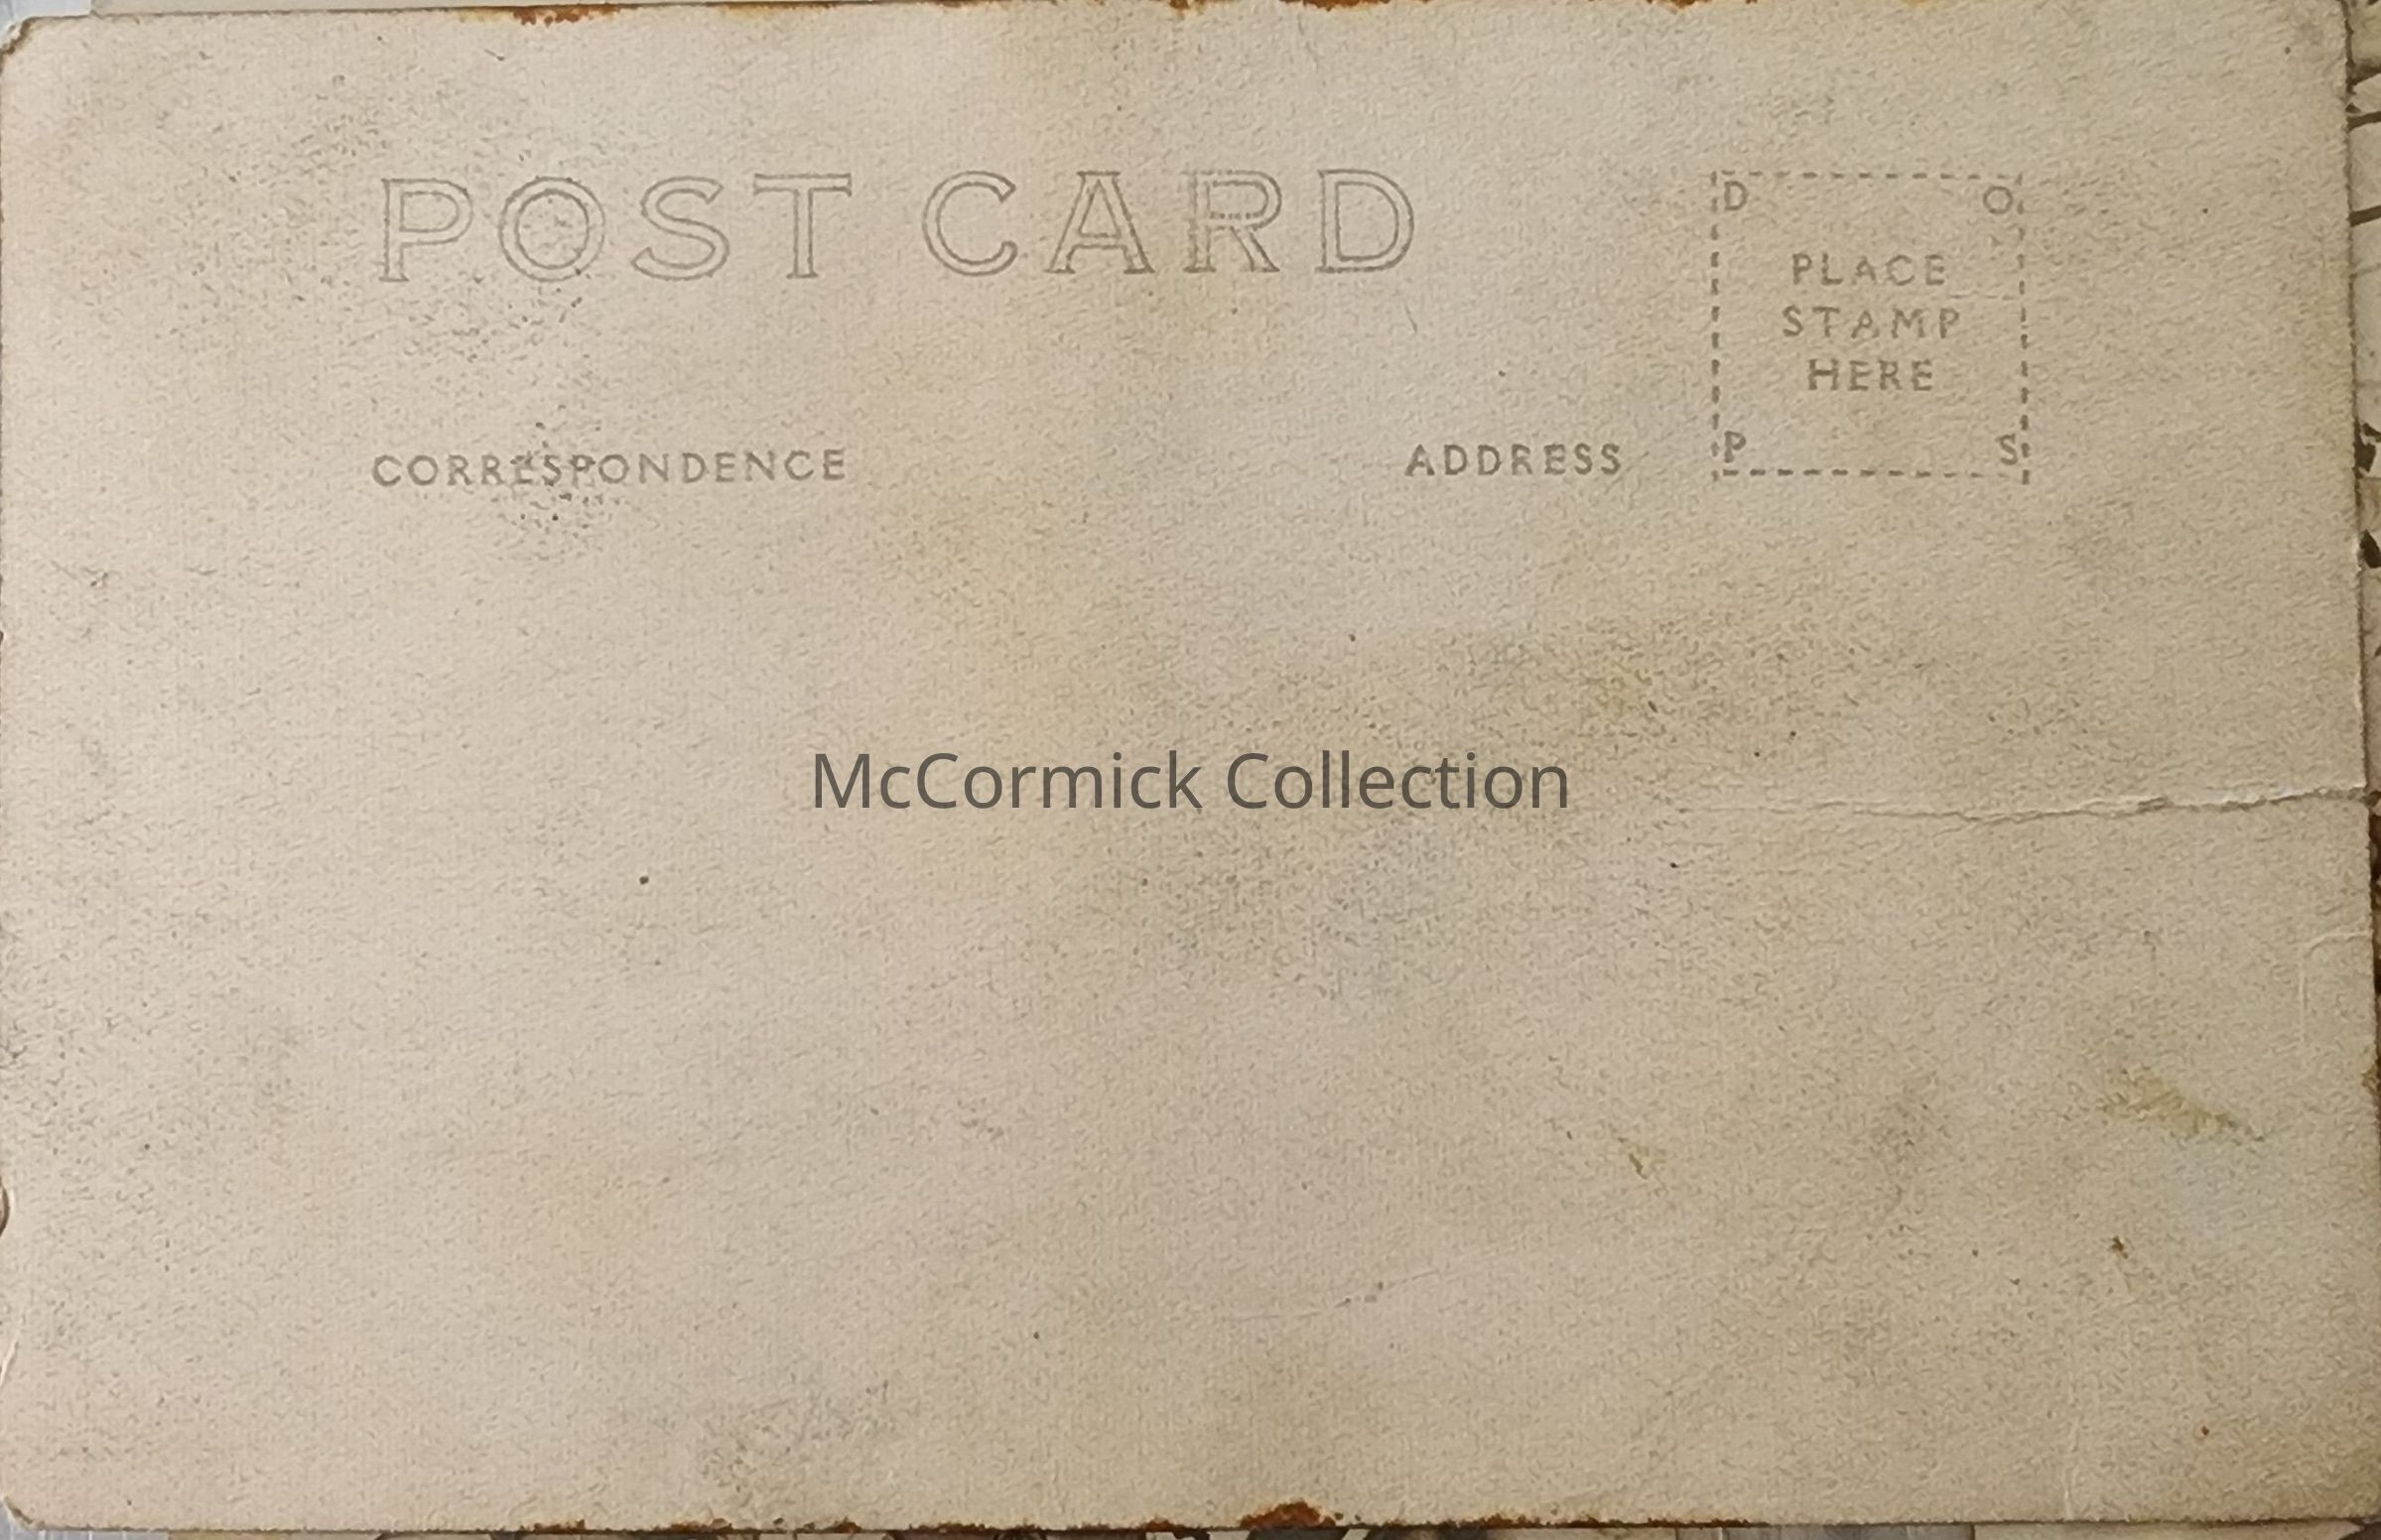 POST CARD
D O
PLACE
STAMP
HERE
P S
CORRESPONDENCE
ADDRESS
McCormick Collection